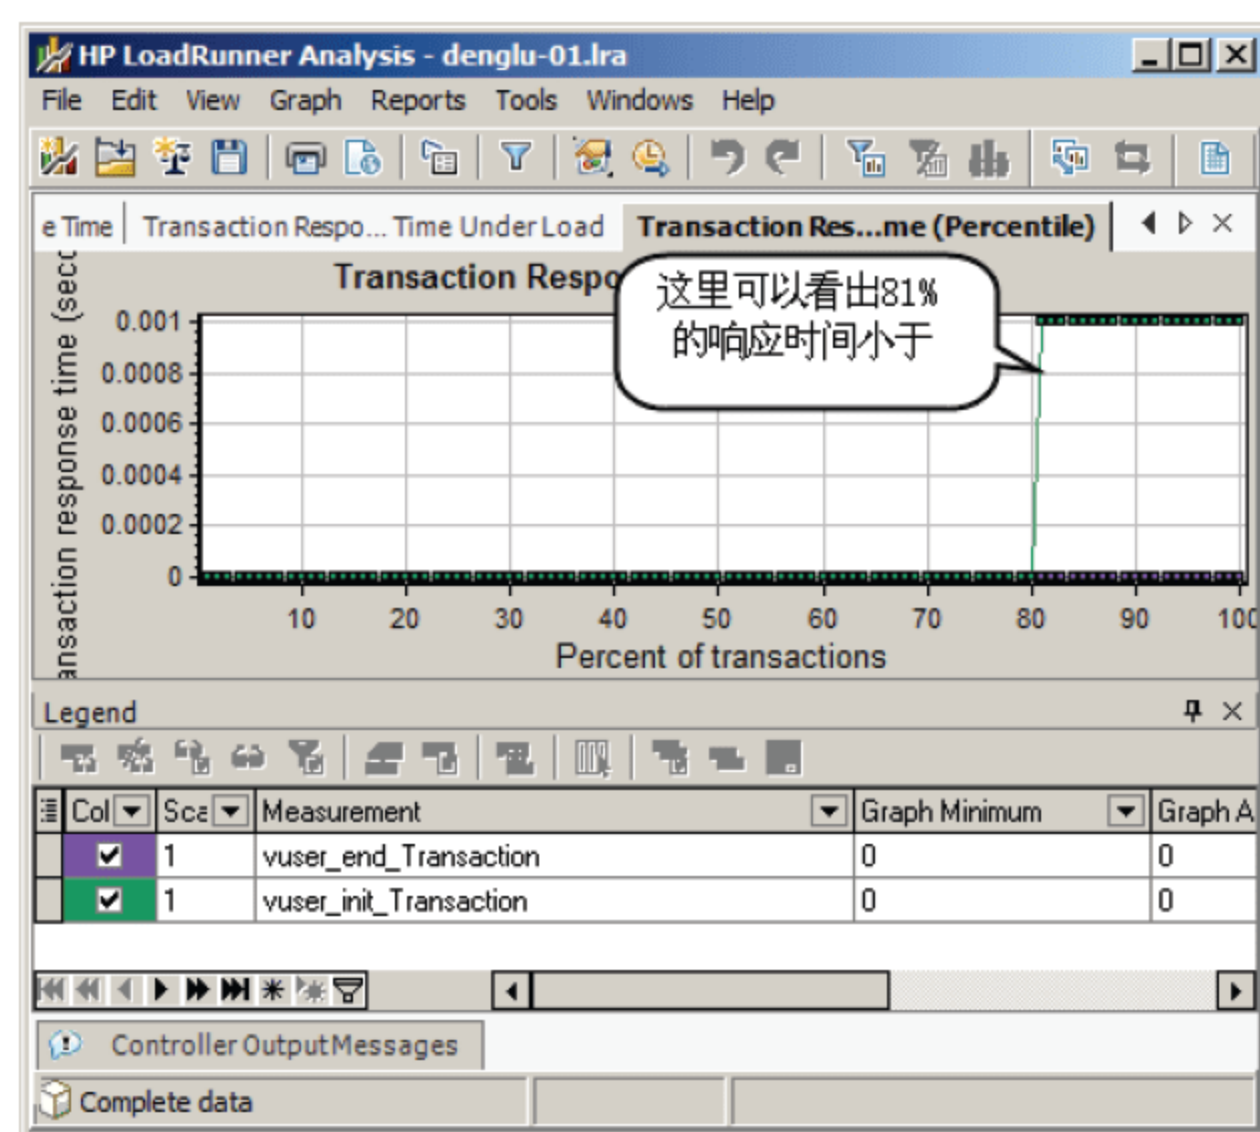 HP LoadRunner Analysis - denglu-01.lra
File Edit View Graph Reports Tools Windows Help
e Time Transaction Respo... Time Under Load Transaction Res...me (Percentile)
Transaction Respo
这里可以看出81%
的响应时间小于
ansaction response time (secc
0.001
0.0008
0.0006
0.0004
0.0002
0
10 20 30 40 50 60 70 80 90 100
Percent of transactions
Legend
Col Sca Measurement Graph Minimum Graph A
1 vuser_end_Transaction 0 0
1 vuser_init_Transaction 0 0
Controller Output Messages
Complete data